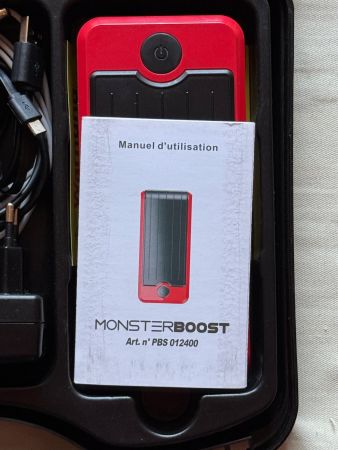 Manuel d'utilisation
MONSTERBOOST
Art. n° PBS 012400